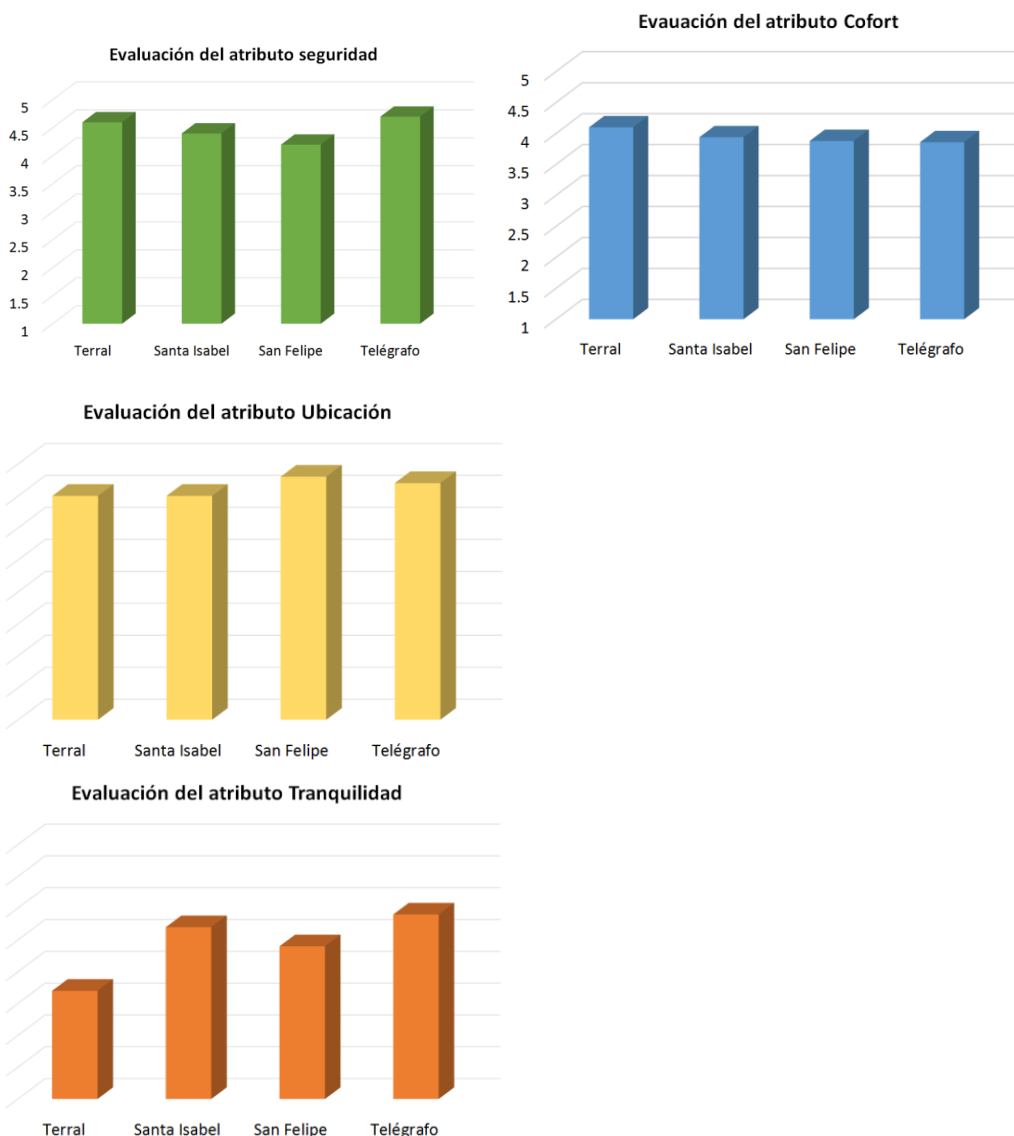 Evaluación del atributo seguridad
5
4.5
4
3.5
3
2.5
2
1.5
1
Terral Santa Isabel San Felipe Telégrafo
Evauación del atributo Cofort
5
4.5
4
3.5
3
2.5
2
1.5
1
Terral Santa Isabel San Felipe Telégrafo
Evaluación del atributo Ubicación
Terral Santa Isabel San Felipe Telégrafo
Evaluación del atributo Tranquilidad
Terral Santa Isabel San Felipe Telégrafo